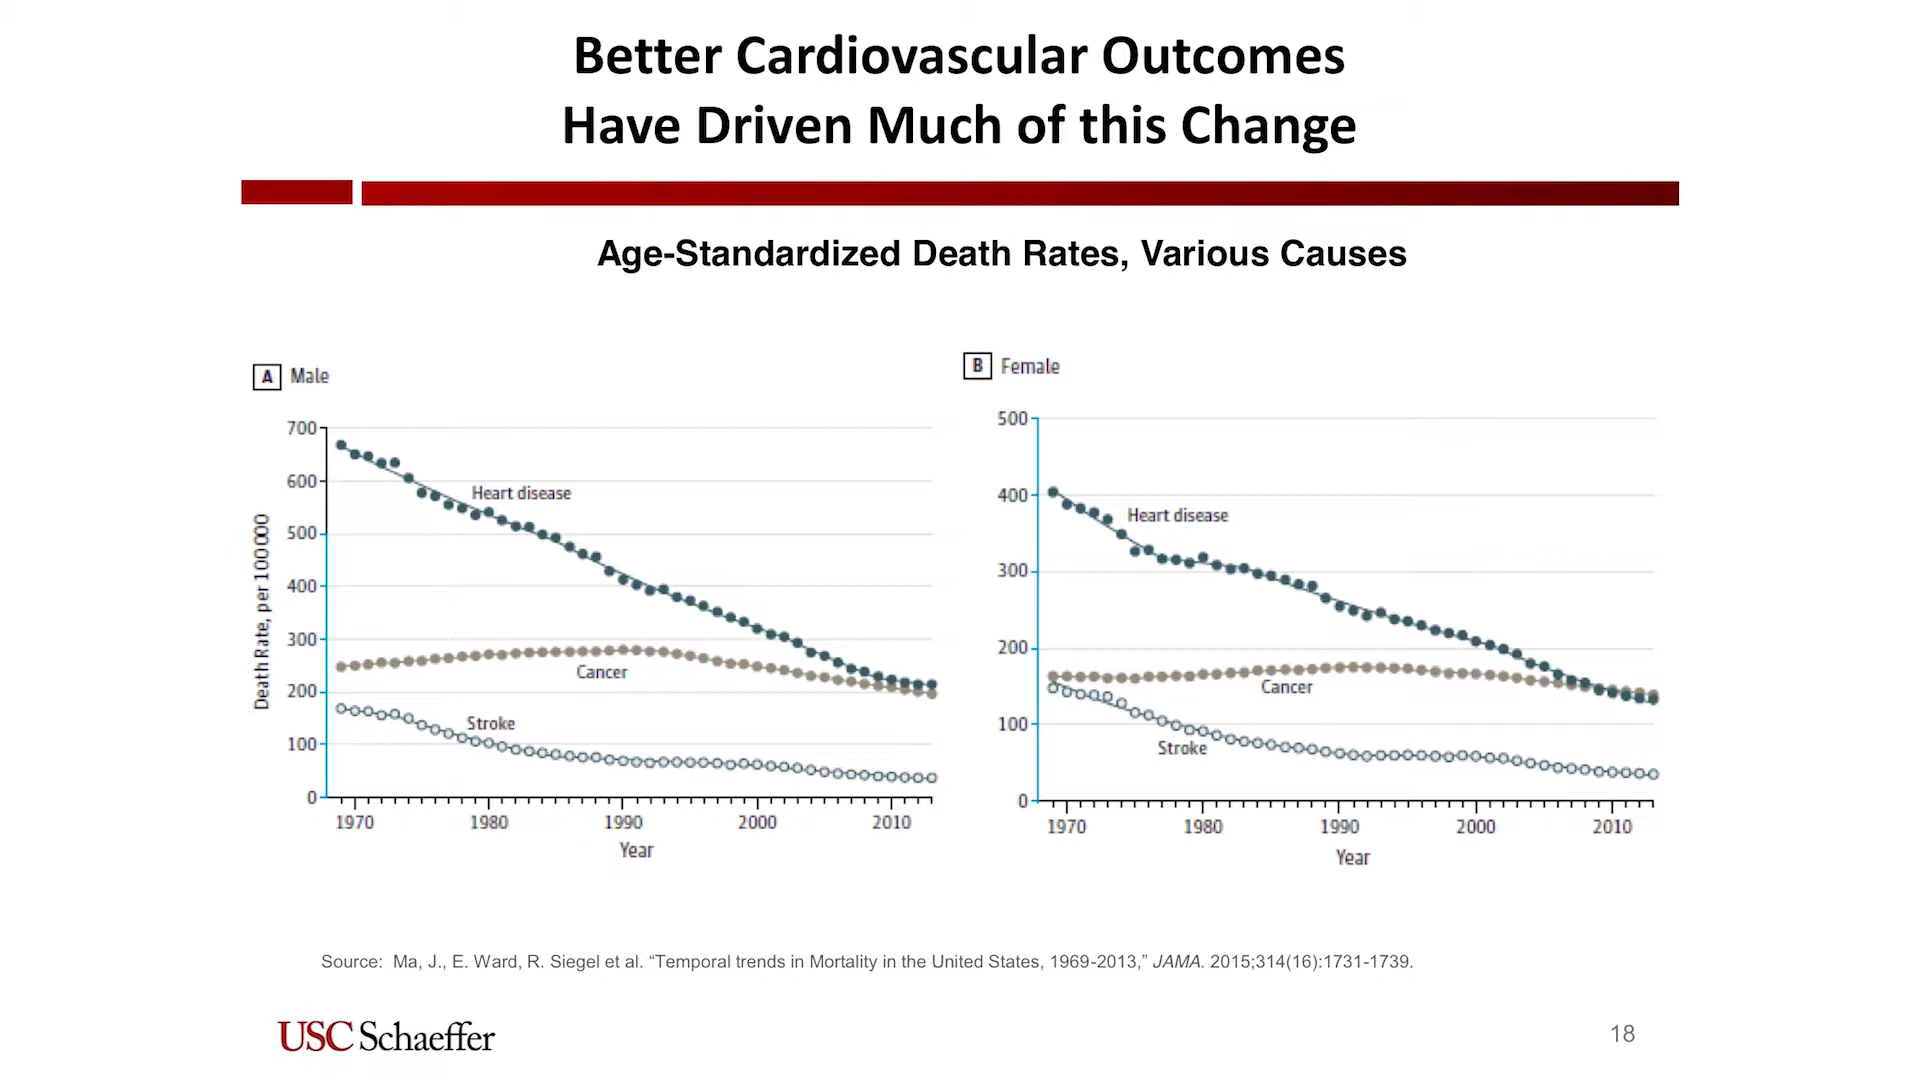 Better Cardiovascular Outcomes
Have Driven Much of this Change
Age-Standardized Death Rates, Various Causes
A Male
Death Rate, per 100 000
700
600
500
400
300
200
100
0
Heart disease
Cancer
Stroke
1970 1980 1990 2000 2010
Year
B Female
500
400
300
200
100
0
Heart disease
Cancer
Stroke
1970 1980 1990 2000 2010
Year
Source: Ma, J., E. Ward, R. Siegel et al. “Temporal trends in Mortality in the United States, 1969-2013,” JAMA. 2015;314(16):1731-1739.
USC Schaeffer
18